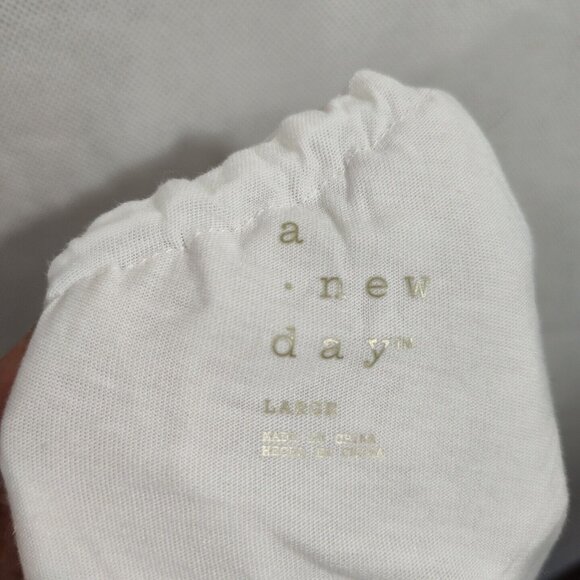 a
· new
day™
LARGE
MADE IN CHINA
HECHO EN CHINA